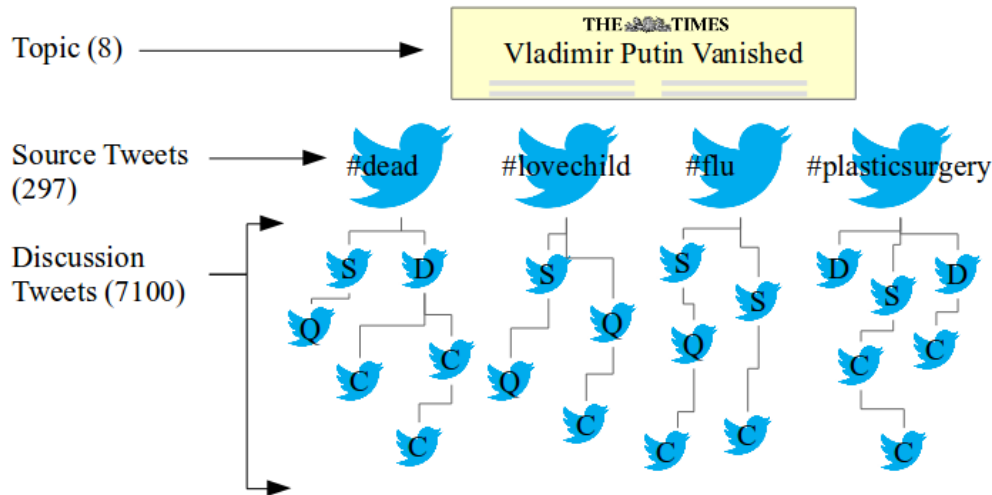 Topic (8)
THE TIMES
Vladimir Putin Vanished
Source Tweets
(297)
#dead
#lovechild
#flu
#plasticsurgery
Discussion
Tweets (7100)
S D S S D D
S S
Q Q Q
C C C C
Q
C C C C C